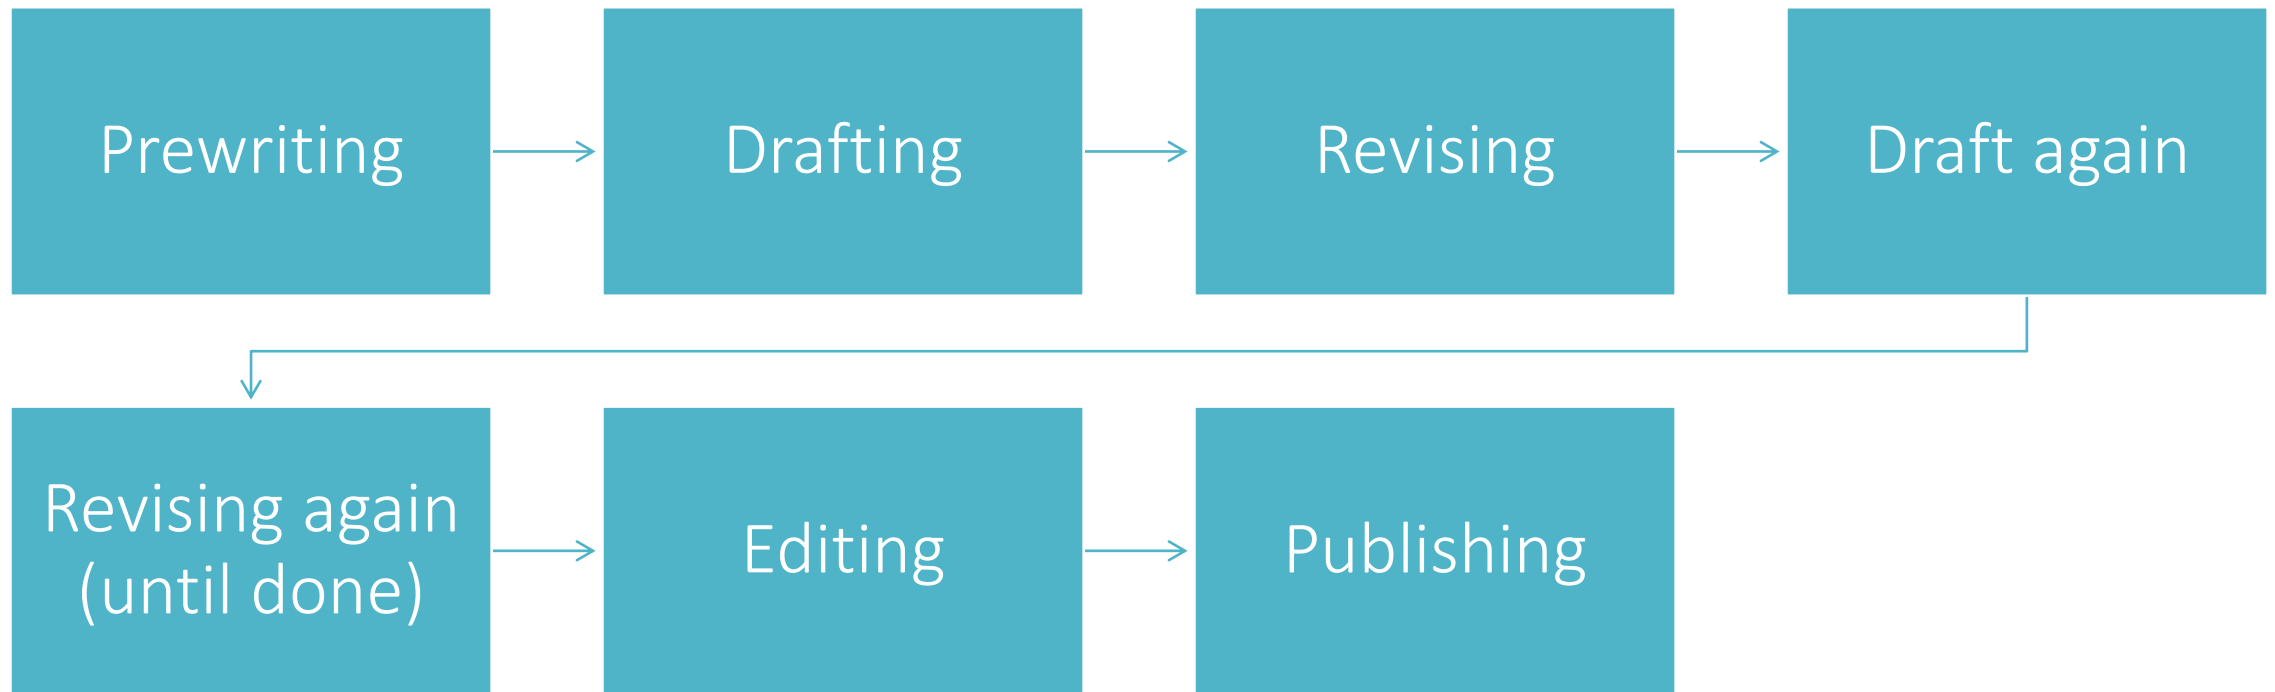 Prewriting
Drafting
Revising
Draft again
Revising again
(until done)
Editing
Publishing